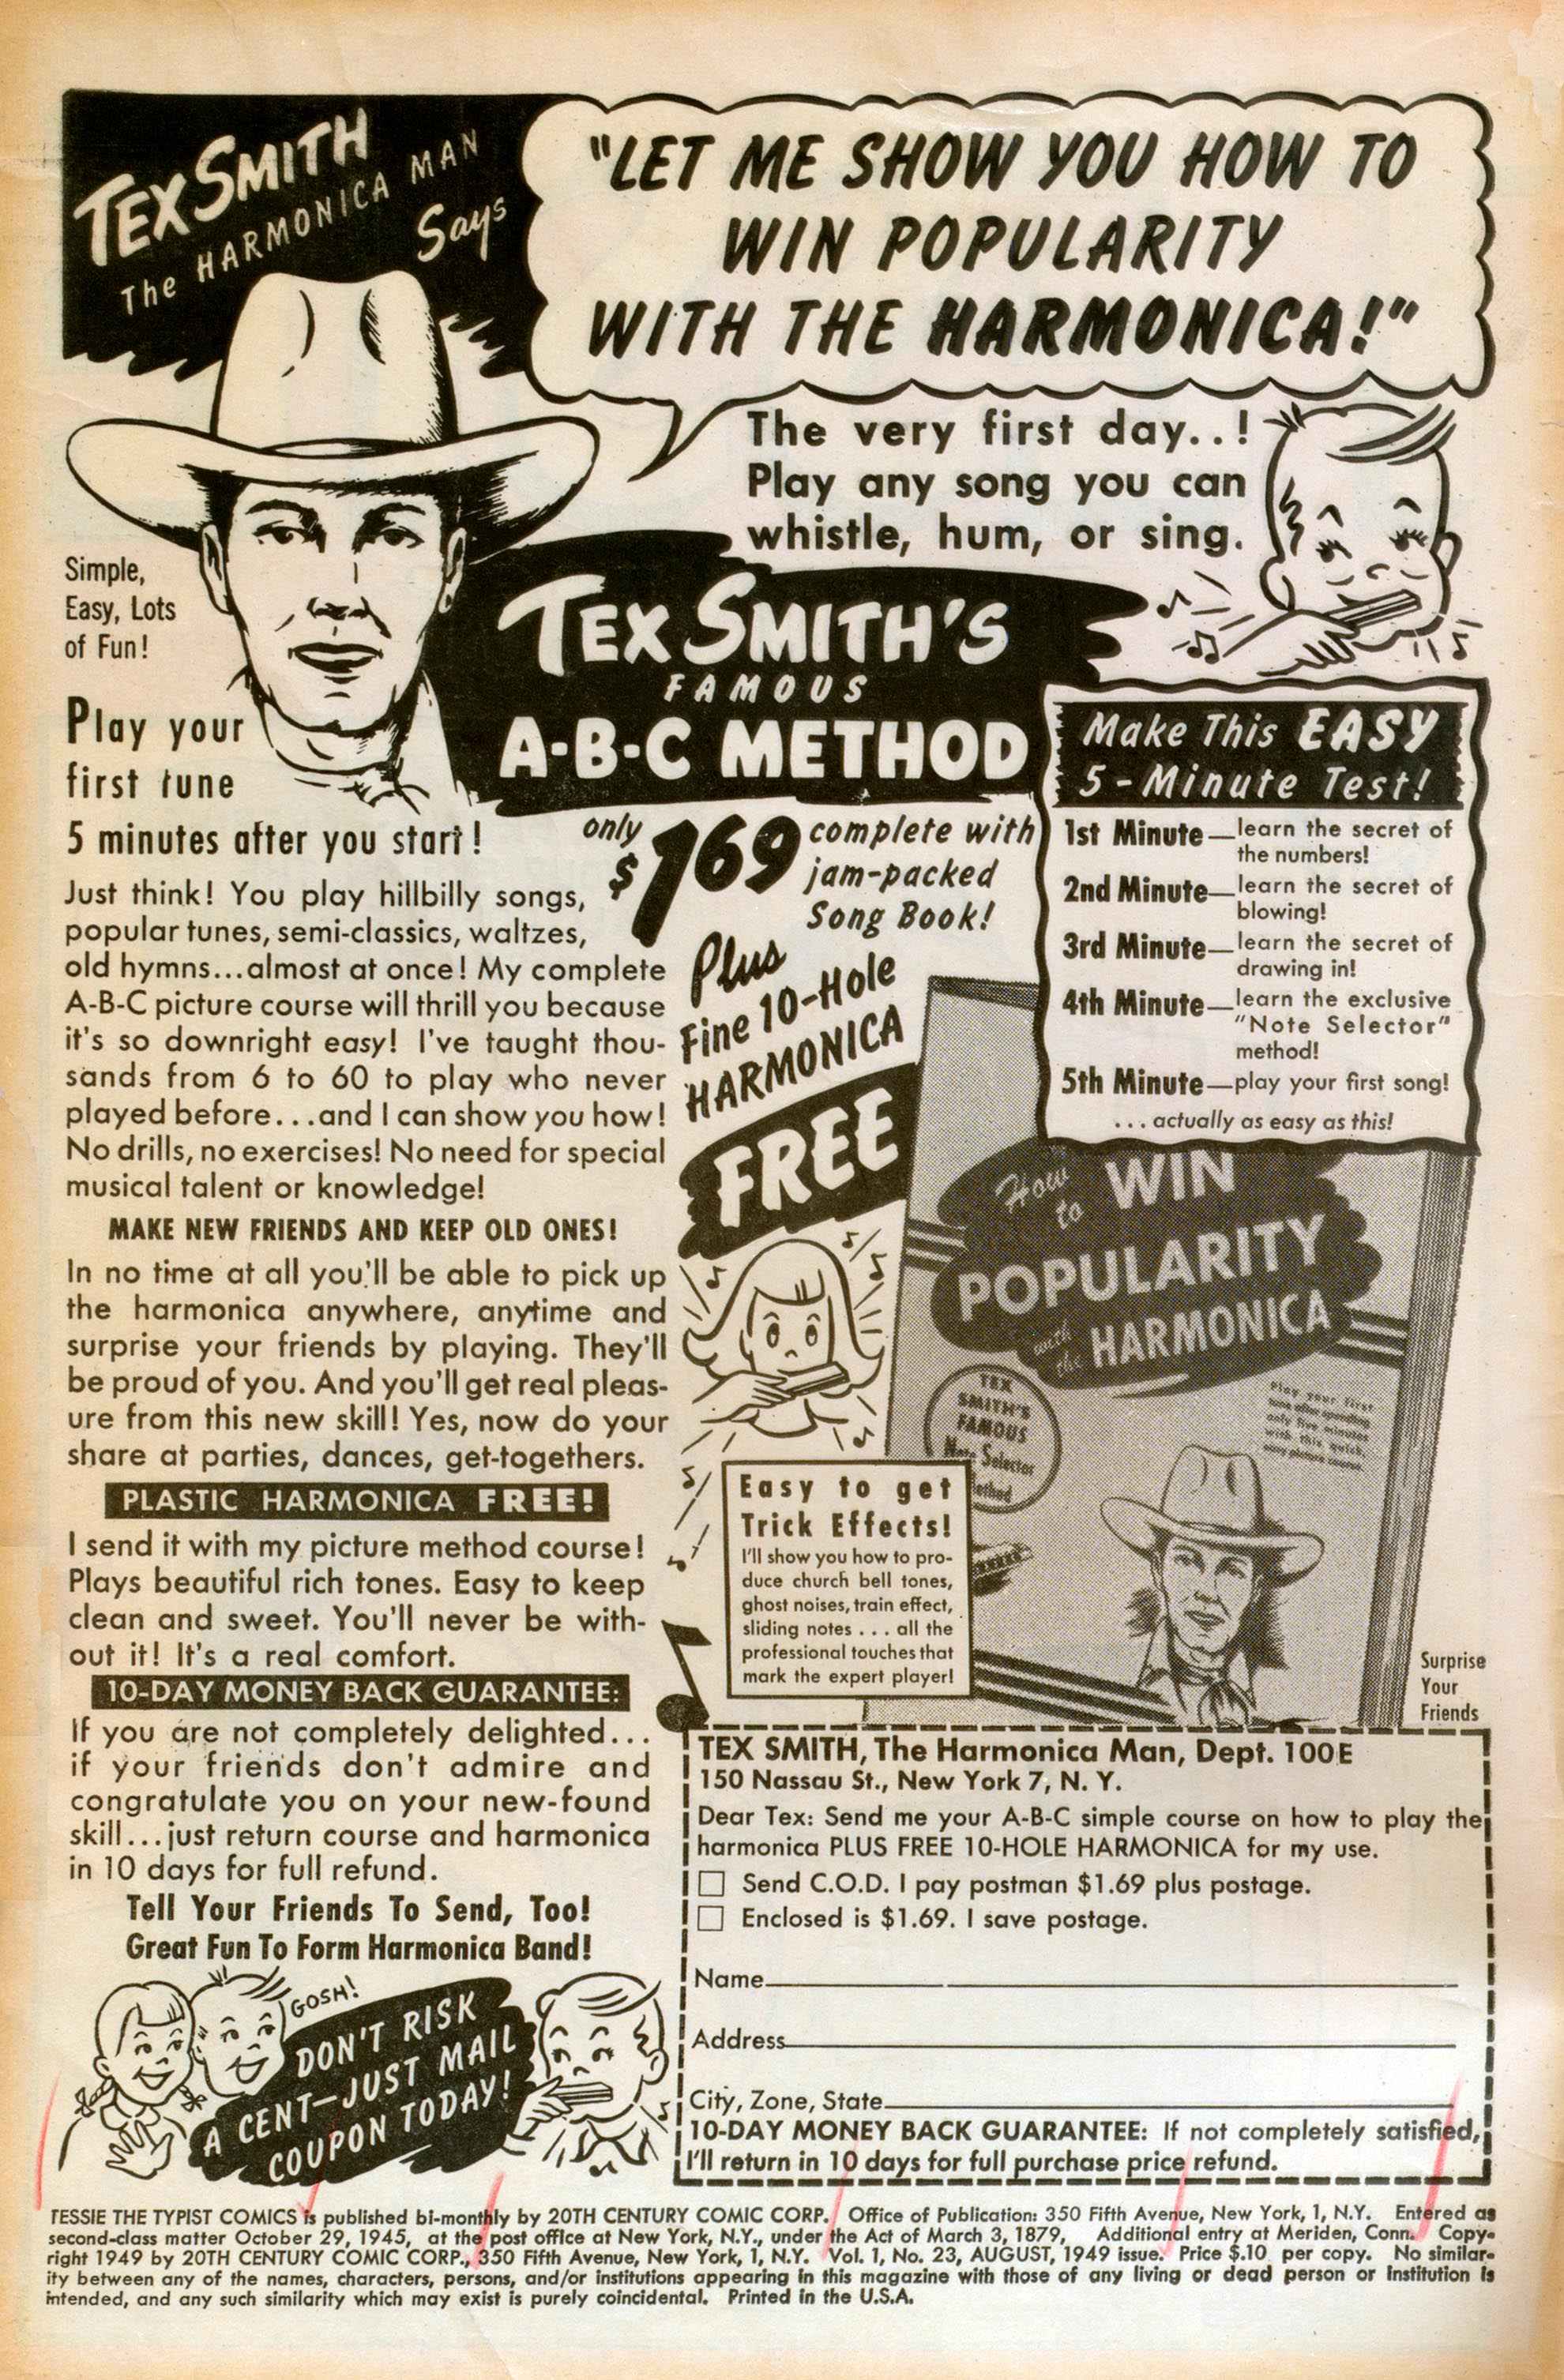 TEX SMITH
The HARMONICA MAN
Says
"LET ME SHOW YOU HOW TO
WIN POPULARITY
WITH THE HARMONICA!"
The very first day..!
Play any song you can
whistle, hum, or sing.
Simple,
Easy, Lots
of Fun!
TEX SMITH'S
FAMOUS
A-B-C METHOD
Play your
first tune
5 minutes after you start!
only
$1.69 complete with
jam-packed
Song Book!
Plus
Fine 10-Hole
HARMONICA
FREE
Just think! You play hillbilly songs,
popular tunes, semi-classics, waltzes,
old hymns...almost at once! My complete
A-B-C picture course will thrill you because
it's so downright easy! I've taught thou-
sands from 6 to 60 to play who never
played before...and I can show you how!
No drills, no exercises! No need for special
musical talent or knowledge!
MAKE NEW FRIENDS AND KEEP OLD ONES!
In no time at all you'll be able to pick up
the harmonica anywhere, anytime and
surprise your friends by playing. They'll
be proud of you. And you'll get real pleas-
ure from this new skill! Yes, now do your
share at parties, dances, get-togethers.
PLASTIC HARMONICA FREE!
I send it with my picture method course!
Plays beautiful rich tones. Easy to keep
clean and sweet. You'll never be with-
out it! It's a real comfort.
10-DAY MONEY BACK GUARANTEE:
If you are not completely delighted...
if your friends don't admire and
congratulate you on your new-found
skill...just return course and harmonica
in 10 days for full refund.
Tell Your Friends To Send, Too!
Great Fun To Form Harmonica Band!
GOSH!
DON'T RISK
A CENT—JUST MAIL
COUPON TODAY!
Make This EASY
5-Minute Test!
1st Minute—learn the secret of
the numbers!
2nd Minute—learn the secret of
blowing!
3rd Minute—learn the secret of
drawing in!
4th Minute—learn the exclusive
"Note Selector"
method!
5th Minute—play your first song!
...actually as easy as this!
How to WIN
POPULARITY
with the HARMONICA
TEX
SMITH'S
FAMOUS
Note Selector
ethod
Play your first
tune after spending
only five minutes
with this quick,
easy picture course.
Easy to get
Trick Effects!
I'll show you how to pro-
duce church bell tones,
ghost noises, train effect,
sliding notes . . . all the
professional touches that
mark the expert player!
Surprise
Your
Friends
TEX SMITH, The Harmonica Man, Dept. 100E
150 Nassau St., New York 7, N. Y.
Dear Tex: Send me your A-B-C simple course on how to play the
harmonica PLUS FREE 10-HOLE HARMONICA for my use.
Send C.O.D. I pay postman $1.69 plus postage.
Enclosed is $1.69. I save postage.
Name
Address
City, Zone, State
10-DAY MONEY BACK GUARANTEE: If not completely satisfied,
I'll return in 10 days for full purchase price refund.
TESSIE THE TYPIST COMICS is published bi-monthly by 20TH CENTURY COMIC CORP. Office of Publication: 350 Fifth Avenue, New York, 1, N.Y. Entered as
second-class matter October 29, 1945, at the post office at New York, N.Y., under the Act of March 3, 1879, Additional entry at Meriden, Conn. Copy-
right 1949 by 20TH CENTURY COMIC CORP., 350 Fifth Avenue, New York, 1, N.Y. Vol. 1, No. 23, AUGUST, 1949 issue. Price $.10 per copy. No similar-
ity between any of the names, characters, persons, and/or institutions appearing in this magazine with those of any living or dead person or institution is
intended, and any such similarity which may exist is purely coincidental. Printed in the U.S.A.